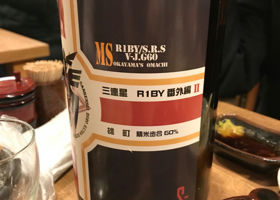 MS R1BY/S.R.S
V-J.G60
OKAYAMA'S OMACHI
三連星 R1BY 番外編 II
雄町 精米歩合 60%